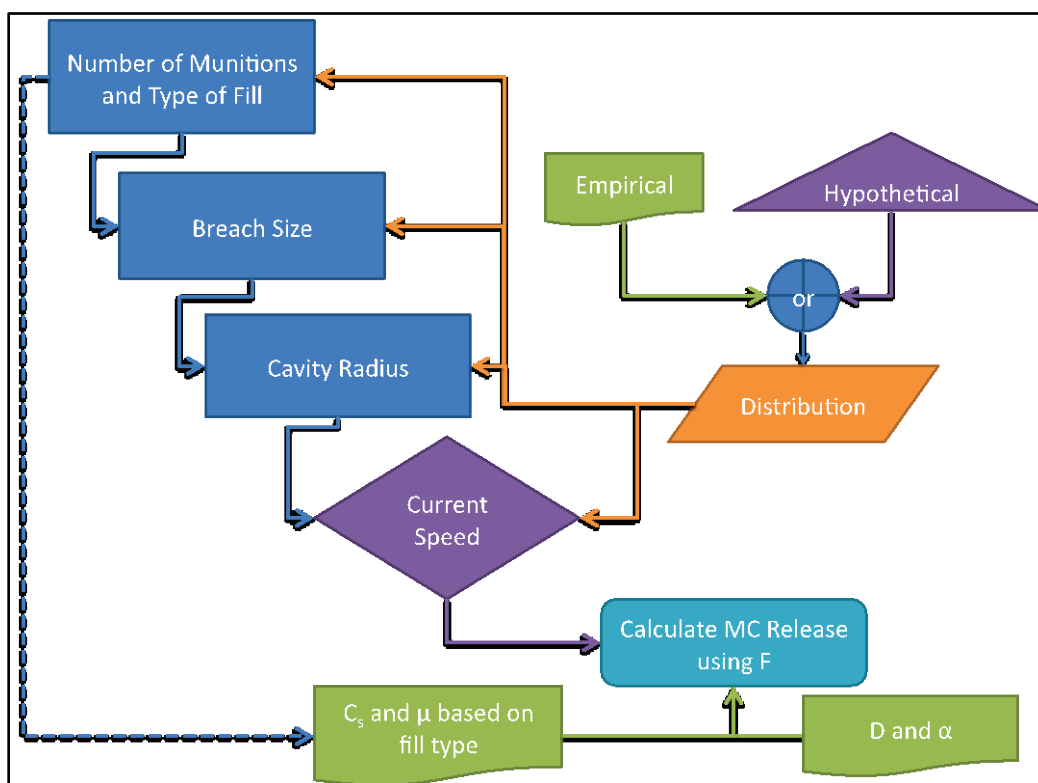 Number of Munitions
and Type of Fill
Empirical
Hypothetical
Breach Size
or
Cavity Radius
Distribution
Current
Speed
Calculate MC Release
using F
Cs and μ based on
fill type
D and α